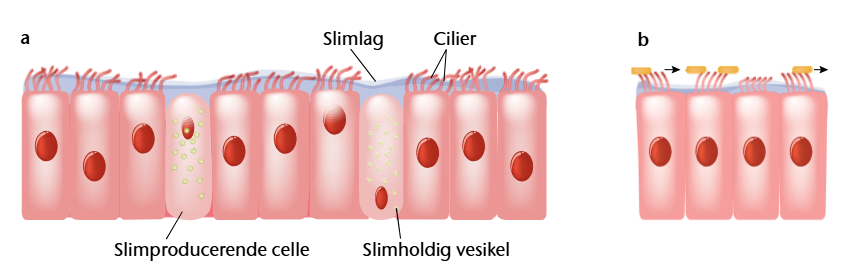 a
Slimlag
Cilier
b
Slimproducerende celle
Slimholdig vesikel